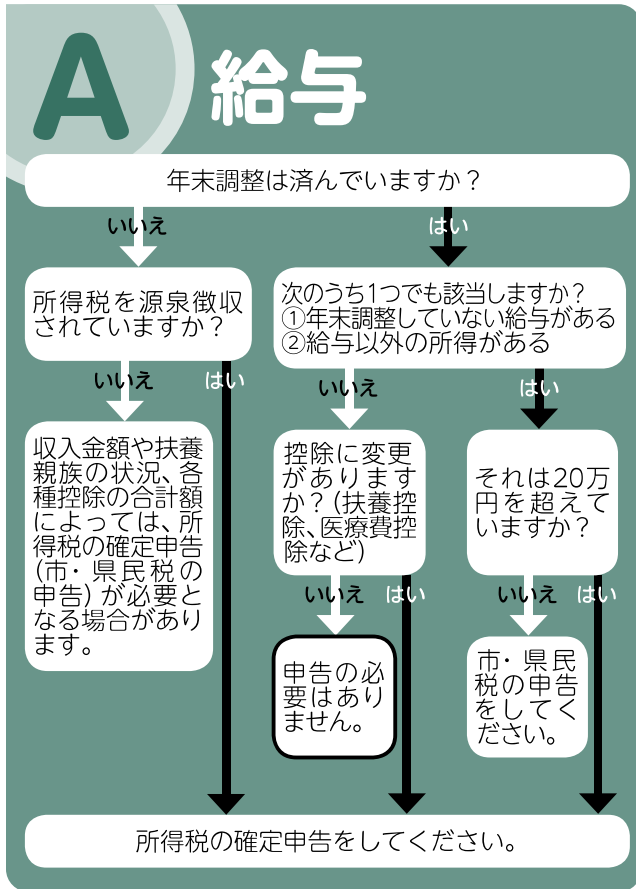 A 給与
年末調整は済んでいますか？
いいえ
はい
所得税を源泉徴収
されていますか？
次のうち1つでも該当しますか？
①年末調整していない給与がある
②給与以外の所得がある
いいえ
はい
いいえ
はい
収入金額や扶養
親族の状況、各
種控除の合計額
によっては、所
得税の確定申告
(市・県民税の
申告)が必要と
なる場合があり
ます。
控除に変更
があります
か？(扶養控
除、医療費控
除など)
それは20万
円を超えて
いますか？
いいえ
はい
いいえ
はい
申告の必
要はあり
ません。
市・県民
税の申告
をしてく
ださい。
所得税の確定申告をしてください。